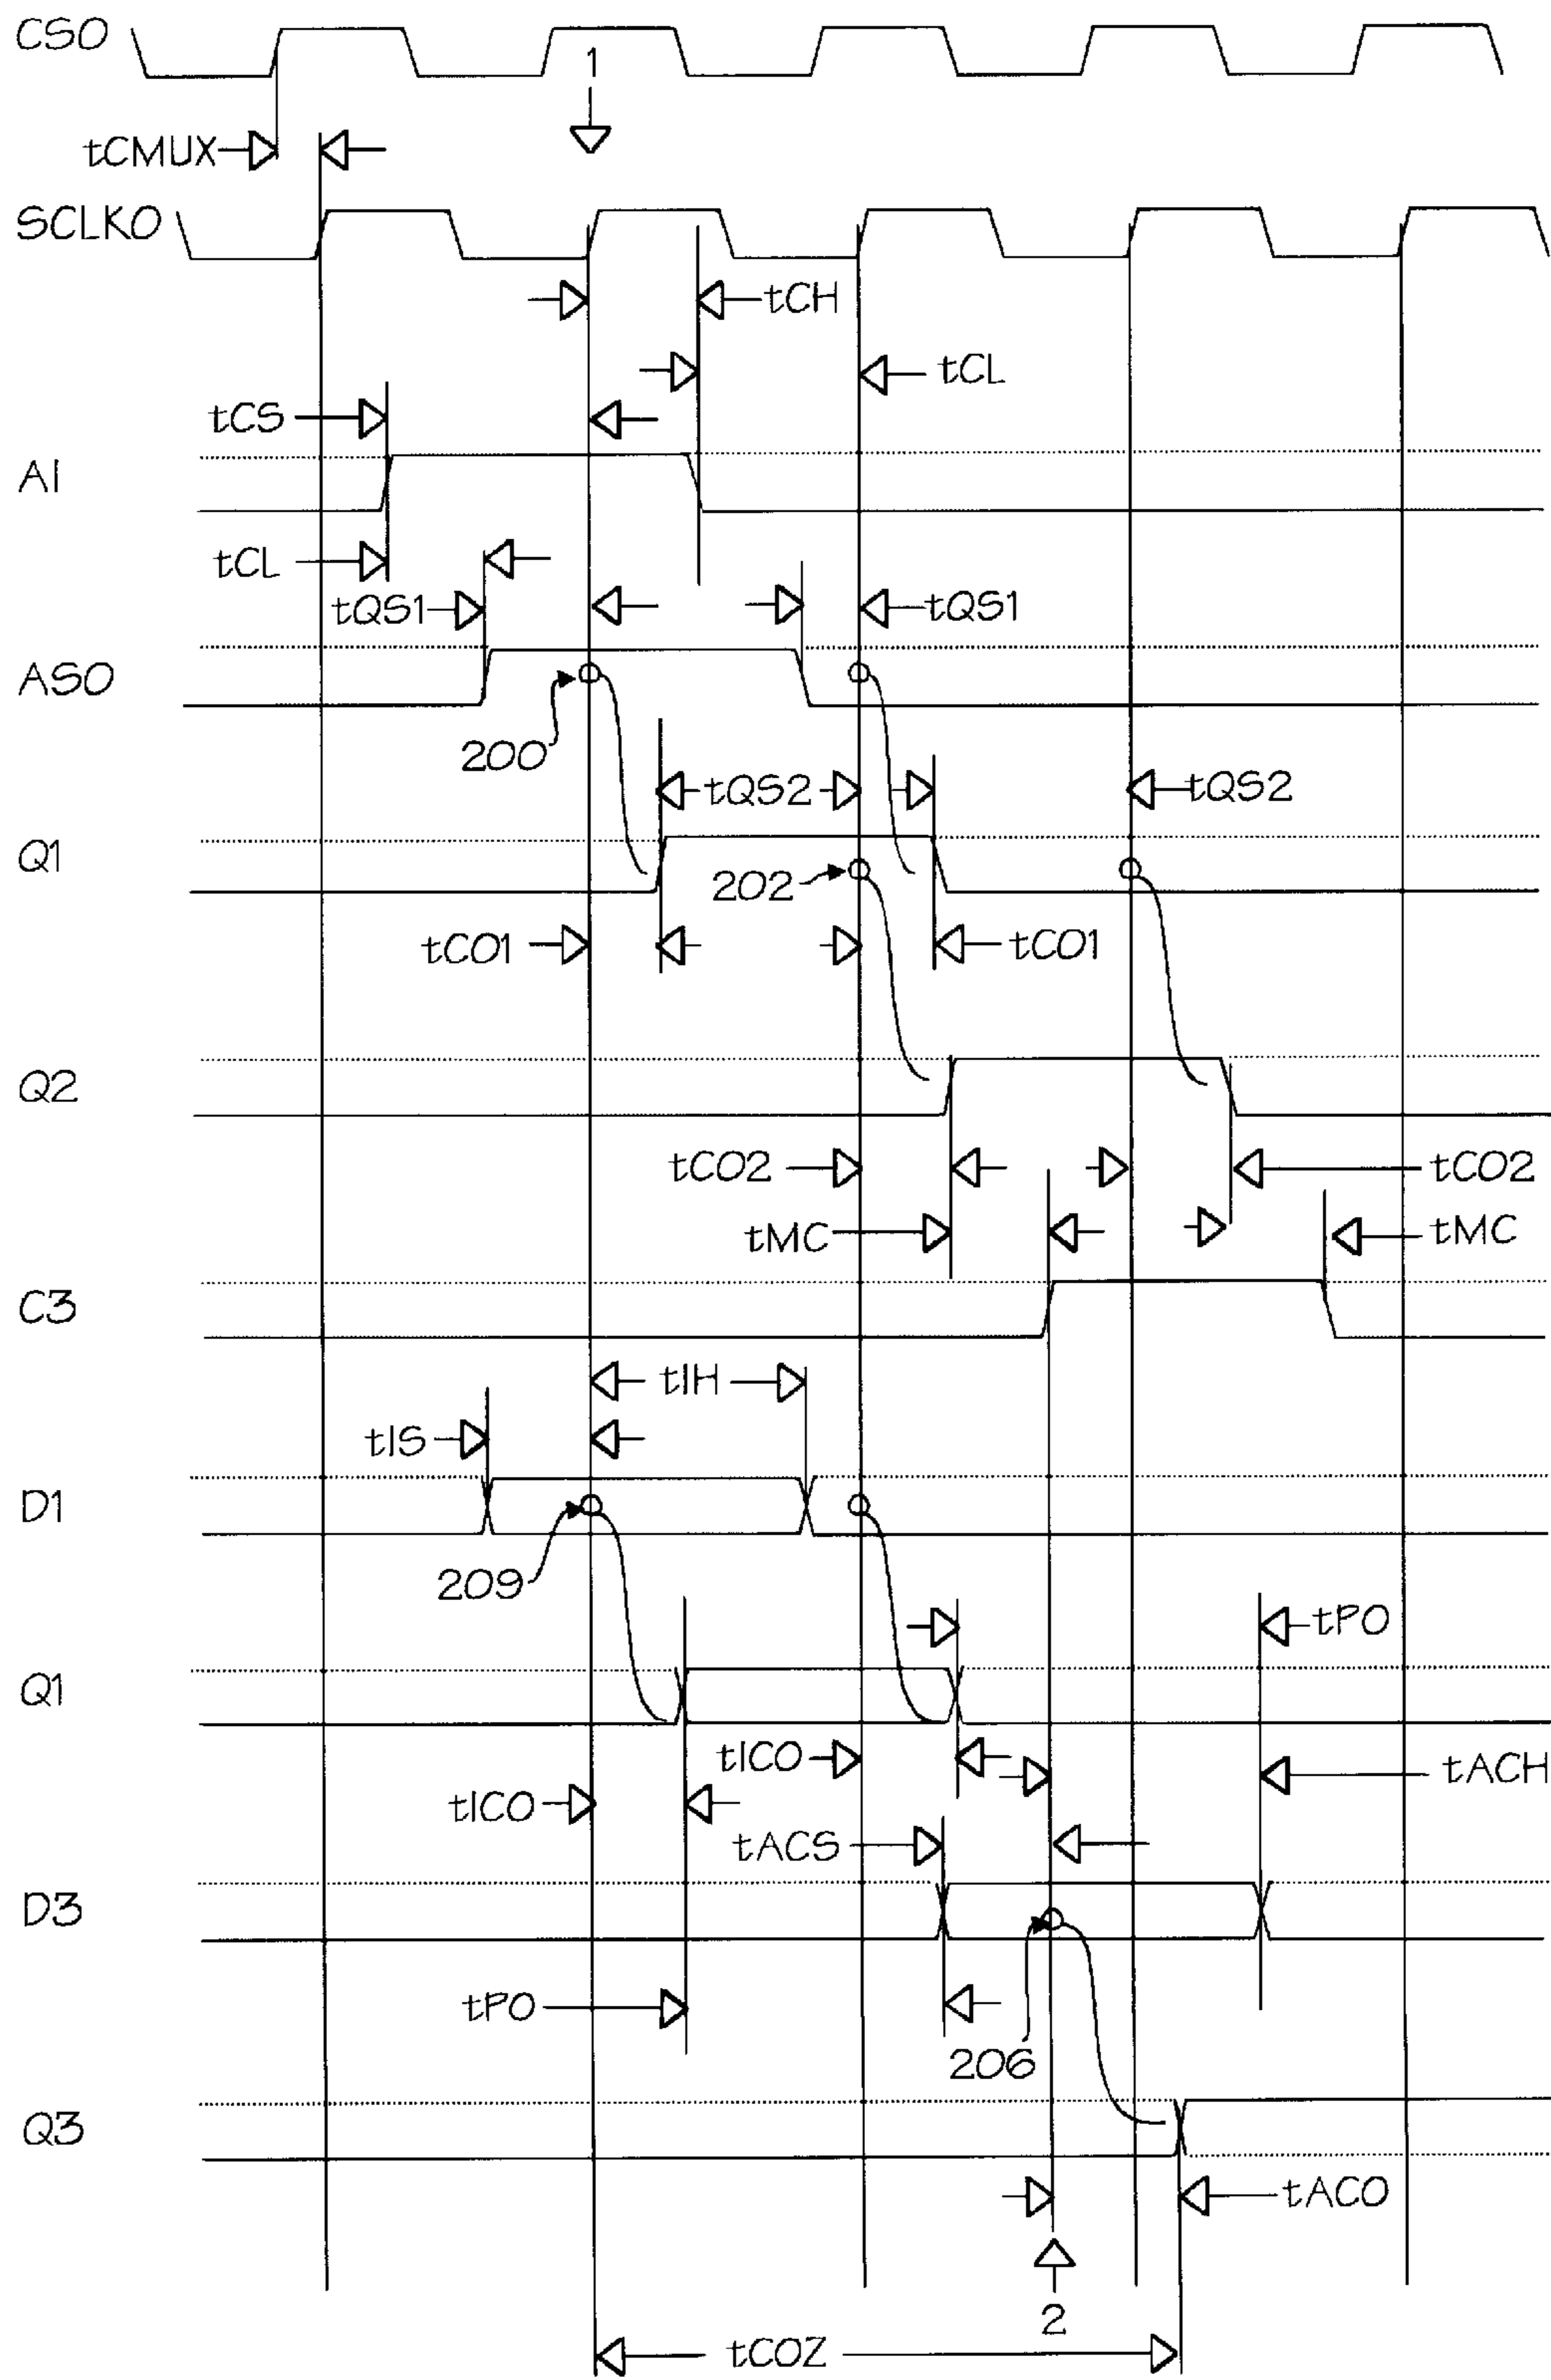 CSO
1
tCMUX
SCLKO
tCH
tCL
tCS
A1
tCL
tQS1 tQS1
ASO
200
tQS2 tQS2
Q1
202
tCO1 tCO1
Q2
tCO2 tCO2
tMC tMC
C3
tIH
tIS
D1
209
tPO
Q1
tICO tACH
tICO
tACS
D3
tPO
206
Q3
tACO
2
tCOZ